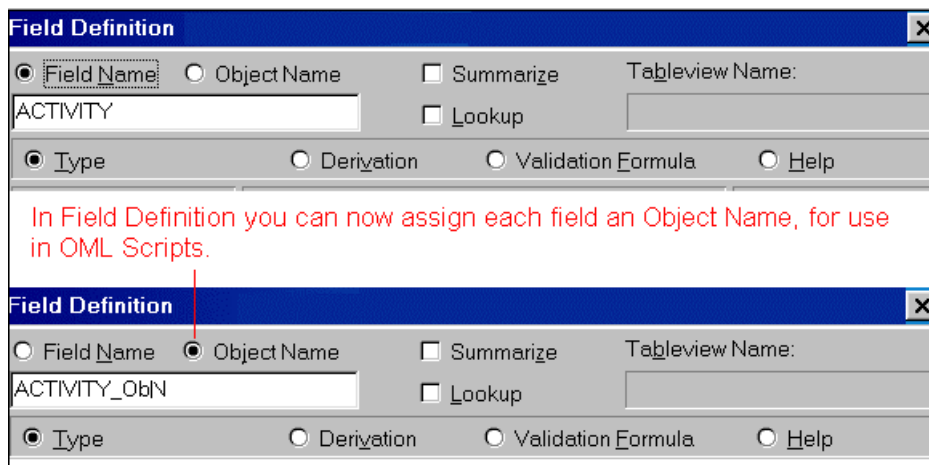 Field Definition
Field Name Object Name Summarize Tableview Name:
ACTIVITY Lookup
Type Derivation Validation Formula Help
In Field Definition you can now assign each field an Object Name, for use
in OML Scripts.
Field Definition
Field Name Object Name Summarize Tableview Name:
ACTIVITY_ObN Lookup
Type Derivation Validation Formula Help